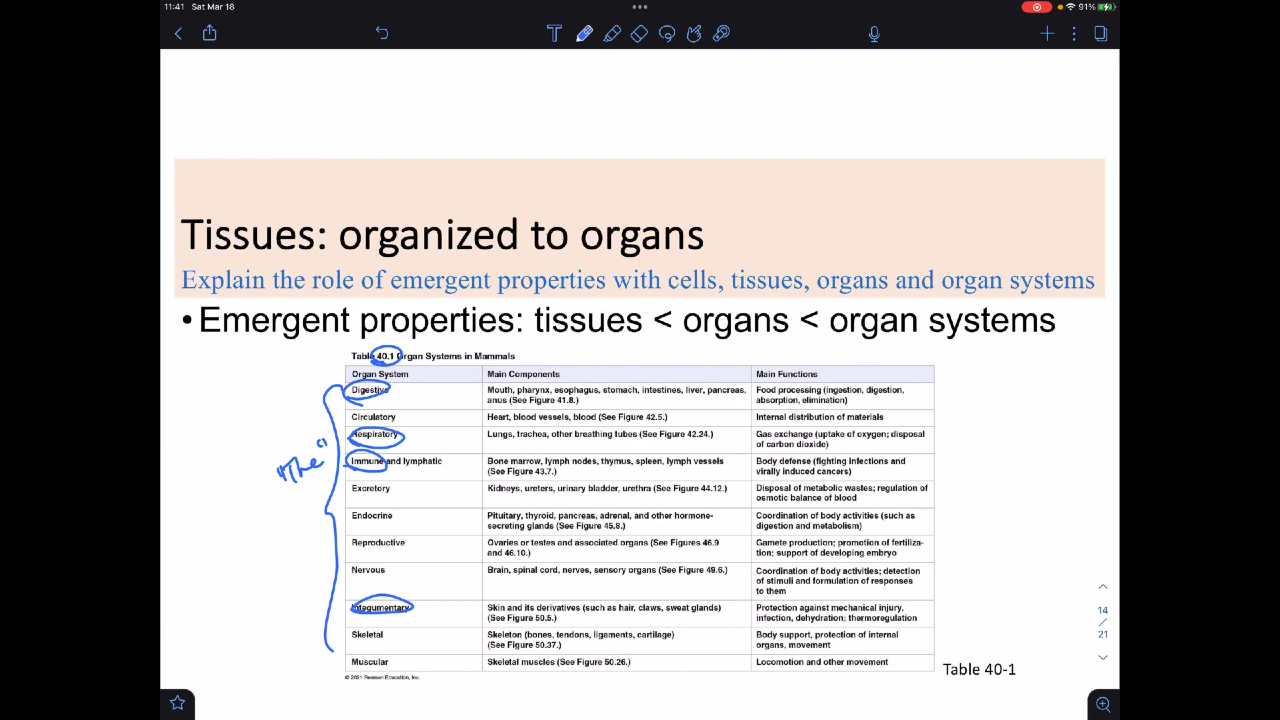 11:41 Sat Mar 18
91%
Tissues: organized to organs
Explain the role of emergent properties with cells, tissues, organs and organ systems
• Emergent properties: tissues < organs < organ systems
Table 40.1 Organ Systems in Mammals
Organ System Main Components Main Functions
Digestive Mouth, pharynx, esophagus, stomach, intestines, liver, pancreas, Food processing (ingestion, digestion,
anus (See Figure 41.8.) absorption, elimination)
Circulatory Heart, blood vessels, blood (See Figure 42.5.) Internal distribution of materials
Respiratory Lungs, trachea, other breathing tubes (See Figure 42.24.) Gas exchange (uptake of oxygen; disposal
of carbon dioxide)
"The"
Immune and lymphatic Bone marrow, lymph nodes, thymus, spleen, lymph vessels Body defense (fighting infections and
(See Figure 43.7.) virally induced cancers)
Excretory Kidneys, ureters, urinary bladder, urethra (See Figure 44.12.) Disposal of metabolic wastes; regulation of
osmotic balance of blood
Endocrine Pituitary, thyroid, pancreas, adrenal, and other hormone- Coordination of body activities (such as
secreting glands (See Figure 45.8.) digestion and metabolism)
Reproductive Ovaries or testes and associated organs (See Figures 46.9 Gamete production; promotion of fertiliza-
and 46.10.) tion; support of developing embryo
Nervous Brain, spinal cord, nerves, sensory organs (See Figure 49.6.) Coordination of body activities; detection
of stimuli and formulation of responses
to them
Integumentary Skin and its derivatives (such as hair, claws, sweat glands) Protection against mechanical injury,
(See Figure 50.5.) infection, dehydration; thermoregulation
Skeletal Skeleton (bones, tendons, ligaments, cartilage) Body support, protection of internal
(See Figure 50.37.) organs, movement
Muscular Skeletal muscles (See Figure 50.26.) Locomotion and other movement
© 2021 Pearson Education, Inc.
Table 40-1
14
/
21